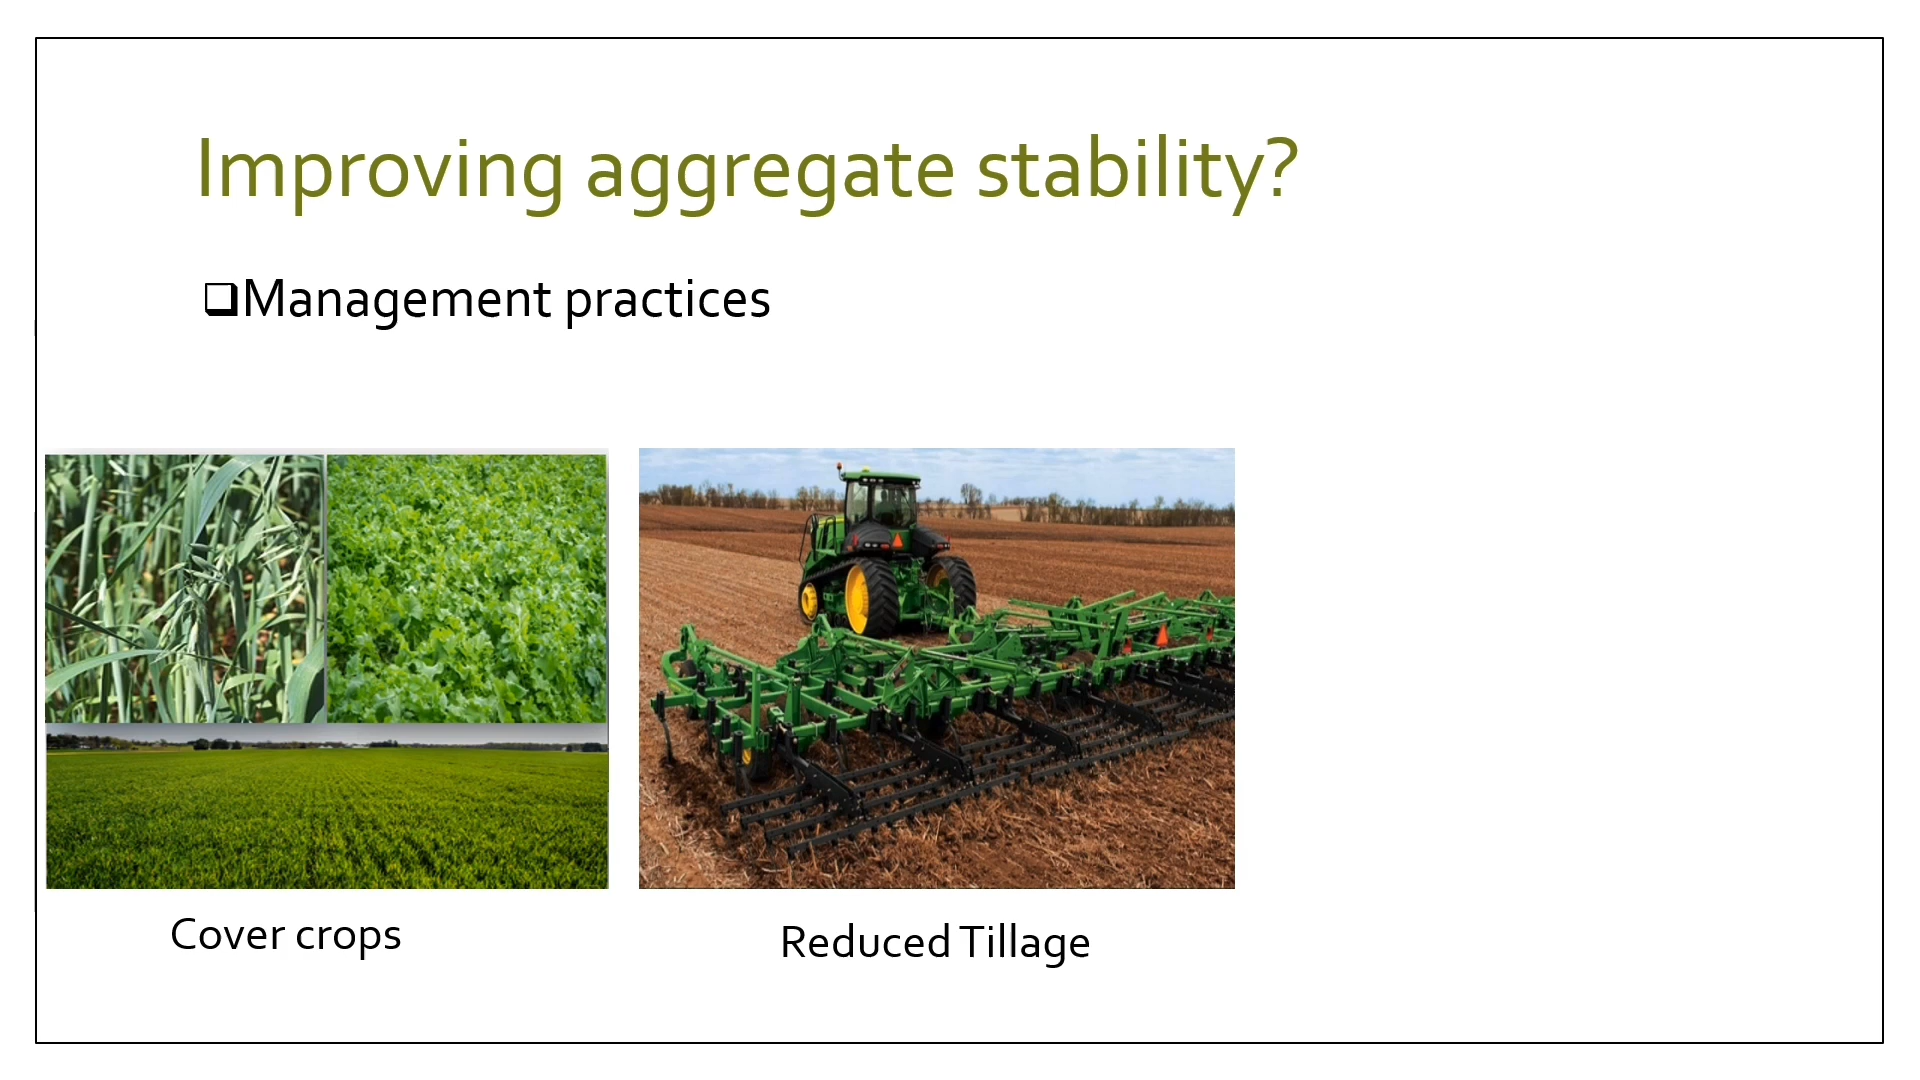 Improving aggregate stability?
❑Management practices
Cover crops
Reduced Tillage